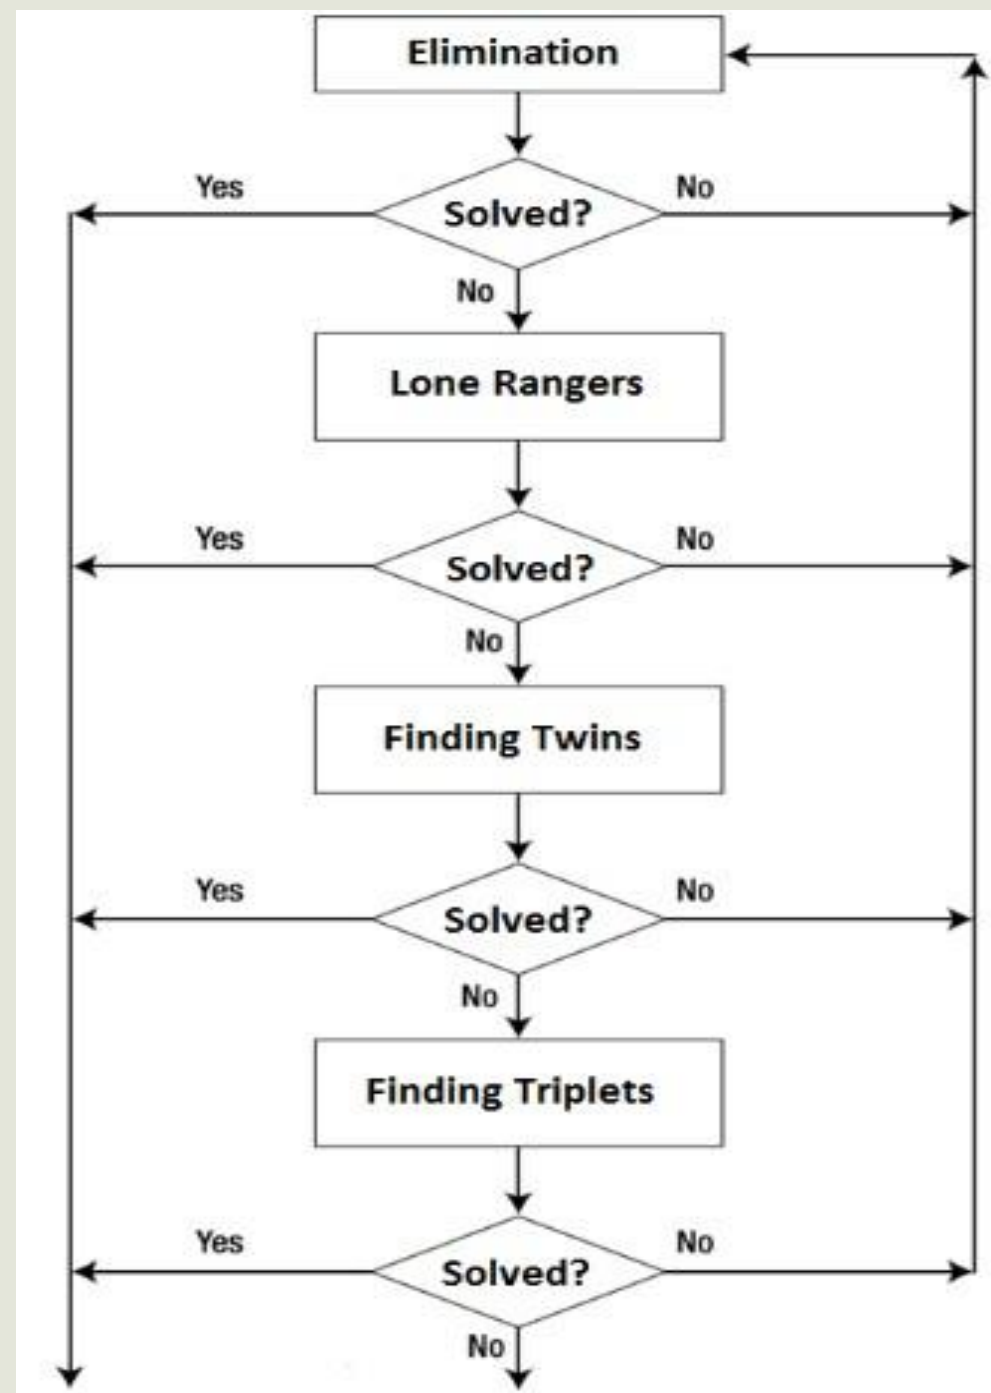 Elimination
Yes
No
Solved?
No
Lone Rangers
Yes
No
Solved?
No
Finding Twins
Yes
No
Solved?
No
Finding Triplets
Yes
No
Solved?
No